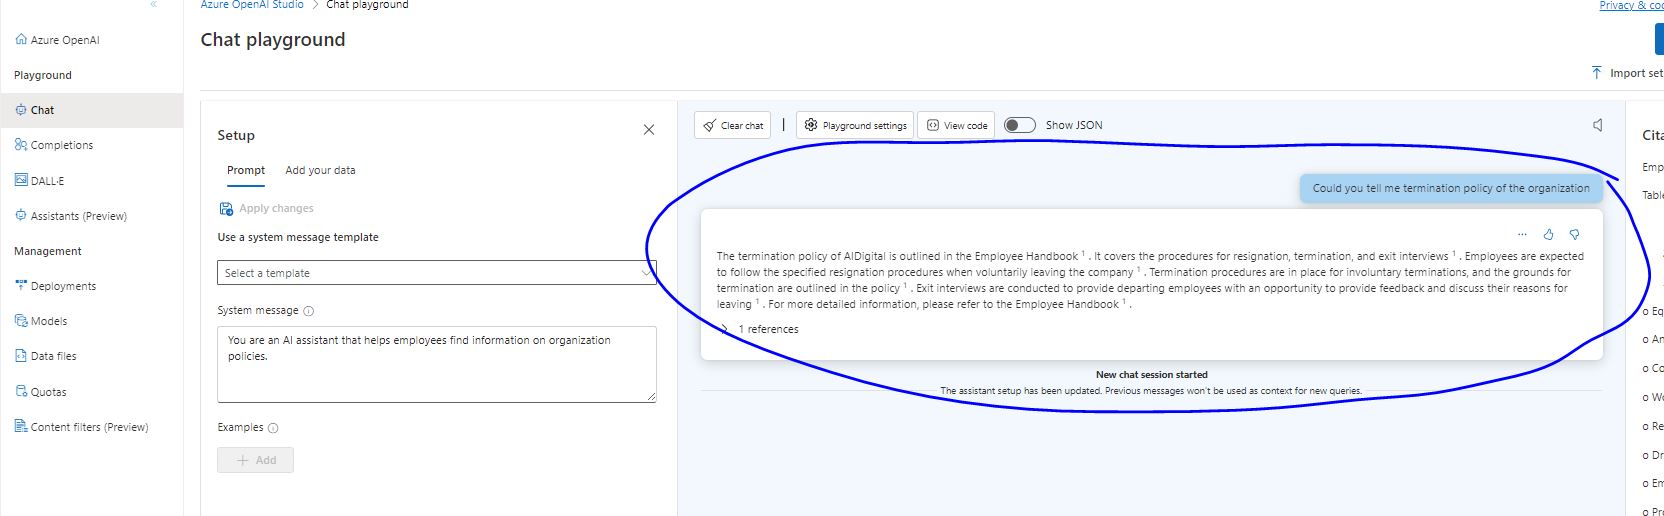 Azure OpenAI Studio > Chat playground
Privacy &
Chat playground
Azure OpenAI
Playground
Import
Chat
Completions
DALL·E
Assistants (Preview)
Management
Deployments
Models
Data files
Quotas
Content filters (Preview)
Setup
Prompt
Add your data
Apply changes
Use a system message template
Select a template
System message
You are an AI assistant that helps employees find information on organization
policies.
Examples
Add
Clear chat
Playground settings
View code
Show JSON
Could you tell me termination policy of the organization
The termination policy of AIDigital is outlined in the Employee Handbook 1 . It covers the procedures for resignation, termination, and exit interviews 1 . Employees are expected
to follow the specified resignation procedures when voluntarily leaving the company 1 . Termination procedures are in place for involuntary terminations, and the grounds for
termination are outlined in the policy 1 . Exit interviews are conducted to provide departing employees with an opportunity to provide feedback and discuss their reasons for
leaving 1 . For more detailed information, please refer to the Employee Handbook 1 .
1 references
New chat session started
The assistant setup has been updated. Previous messages won't be used as context for new queries.
Cita
Emp
Table
o Eq
o An
o Co
o Wo
o Re
o Dr
o Em
o Pro